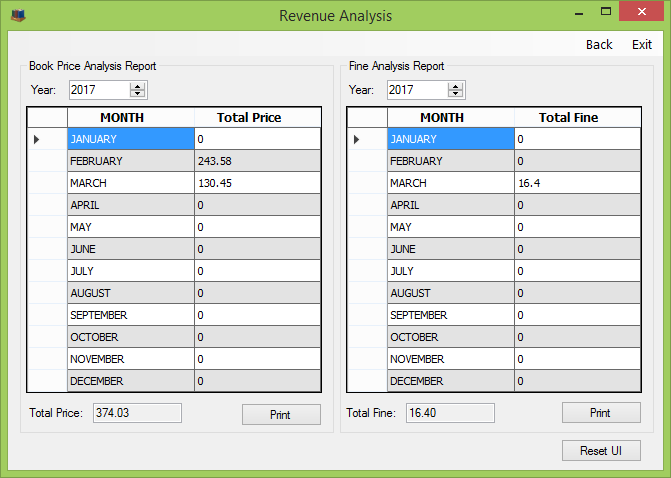 Revenue Analysis
Back Exit
Book Price Analysis Report
Year: 2017
MONTH Total Price
JANUARY 0
FEBRUARY 243.58
MARCH 130.45
APRIL 0
MAY 0
JUNE 0
JULY 0
AUGUST 0
SEPTEMBER 0
OCTOBER 0
NOVEMBER 0
DECEMBER 0
Total Price: 374.03 Print
Fine Analysis Report
Year: 2017
MONTH Total Fine
JANUARY 0
FEBRUARY 0
MARCH 16.4
APRIL 0
MAY 0
JUNE 0
JULY 0
AUGUST 0
SEPTEMBER 0
OCTOBER 0
NOVEMBER 0
DECEMBER 0
Total Fine: 16.40 Print
Reset UI